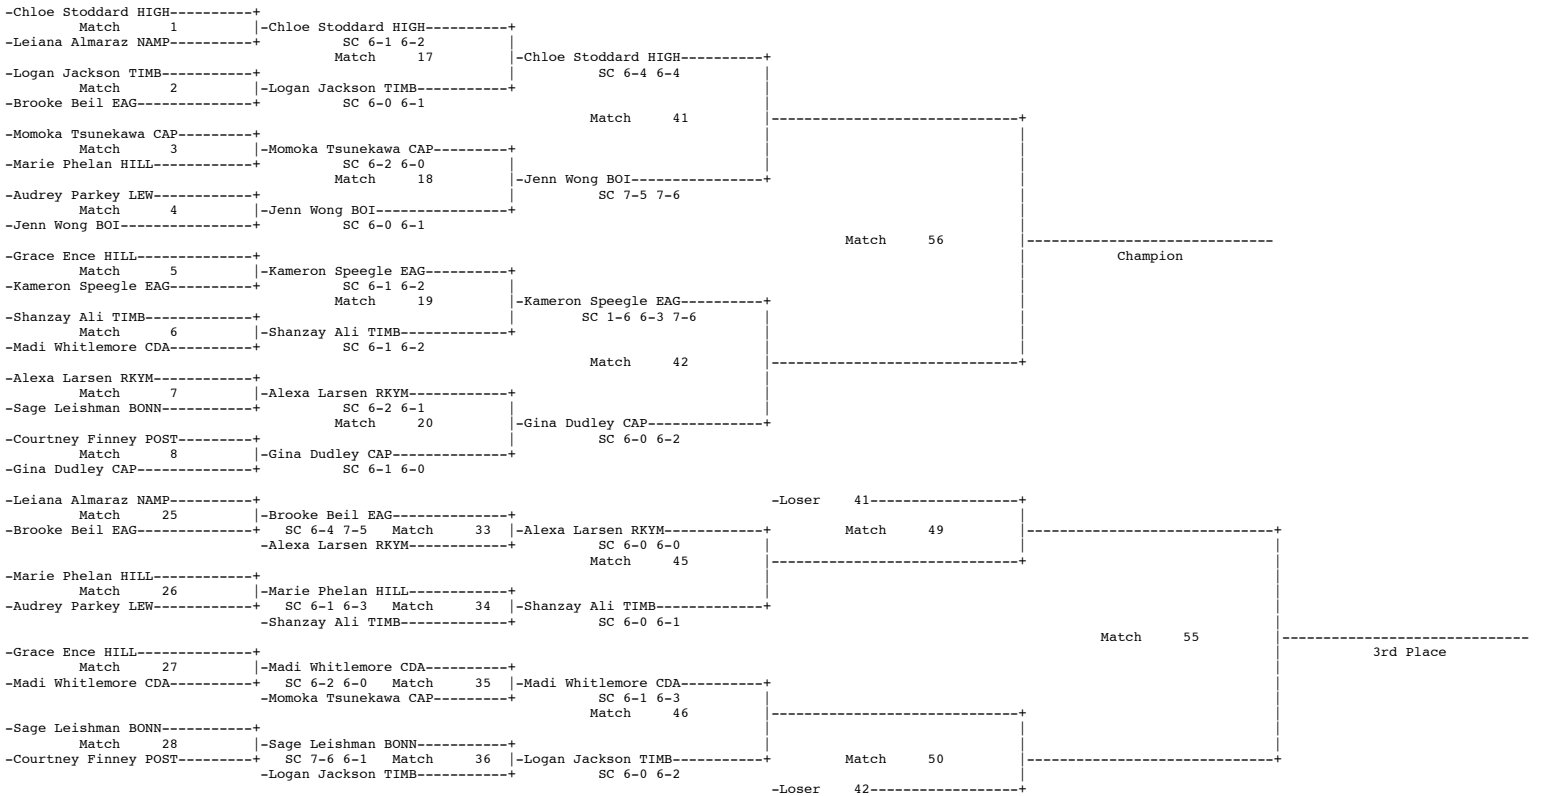 -Chloe Stoddard HIGH----------+
Match 1 |-Chloe Stoddard HIGH----------+
-Leiana Almaraz NAMP----------+ SC 6-1 6-2 |
Match 17 |-Chloe Stoddard HIGH----------+
-Logan Jackson TIMB-----------+ | SC 6-4 6-4 |
Match 2 |-Logan Jackson TIMB-----------+ |
-Brooke Beil EAG--------------+ SC 6-0 6-1 |
Match 41 |------------------------------+
-Momoka Tsunekawa CAP---------+ | |
Match 3 |-Momoka Tsunekawa CAP---------+ | |
-Marie Phelan HILL------------+ SC 6-2 6-0 | | |
Match 18 |-Jenn Wong BOI----------------+ |
-Audrey Parkey LEW------------+ | SC 7-5 7-6 |
Match 4 |-Jenn Wong BOI----------------+ |
-Jenn Wong BOI----------------+ SC 6-0 6-1 |
Match 56 |------------------------------
-Grace Ence HILL--------------+ | Champion
Match 5 |-Kameron Speegle EAG----------+ |
-Kameron Speegle EAG----------+ SC 6-1 6-2 | |
Match 19 |-Kameron Speegle EAG----------+ |
-Shanzay Ali TIMB-------------+ | SC 1-6 6-3 7-6 | |
Match 6 |-Shanzay Ali TIMB-------------+ | |
-Madi Whitlemore CDA----------+ SC 6-1 6-2 | |
Match 42 |------------------------------+
-Alexa Larsen RKYM------------+ |
Match 7 |-Alexa Larsen RKYM------------+ |
-Sage Leishman BONN-----------+ SC 6-2 6-1 | |
Match 20 |-Gina Dudley CAP--------------+
-Courtney Finney POST---------+ | SC 6-0 6-2
Match 8 |-Gina Dudley CAP--------------+
-Gina Dudley CAP--------------+ SC 6-1 6-0
-Leiana Almaraz NAMP----------+ -Loser 41------------------+
Match 25 |-Brooke Beil EAG--------------+ |
-Brooke Beil EAG--------------+ SC 6-4 7-5 Match 33 |-Alexa Larsen RKYM------------+ Match 49 |------------------------------+
-Alexa Larsen RKYM------------+ SC 6-0 6-0 | | |
Match 45 |------------------------------+ |
-Marie Phelan HILL------------+ | |
Match 26 |-Marie Phelan HILL------------+ | |
-Audrey Parkey LEW------------+ SC 6-1 6-3 Match 34 |-Shanzay Ali TIMB-------------+ |
-Shanzay Ali TIMB-------------+ SC 6-0 6-1 |
Match 55 |------------------------------
-Grace Ence HILL--------------+ | 3rd Place
Match 27 |-Madi Whitlemore CDA----------+ |
-Madi Whitlemore CDA----------+ SC 6-2 6-0 Match 35 |-Madi Whitlemore CDA----------+ |
-Momoka Tsunekawa CAP---------+ SC 6-1 6-3 | |
Match 46 |------------------------------+ |
-Sage Leishman BONN-----------+ | | |
Match 28 |-Sage Leishman BONN-----------+ | | |
-Courtney Finney POST---------+ SC 7-6 6-1 Match 36 |-Logan Jackson TIMB-----------+ Match 50 |------------------------------+
-Logan Jackson TIMB-----------+ SC 6-0 6-2 |
-Loser 42------------------+